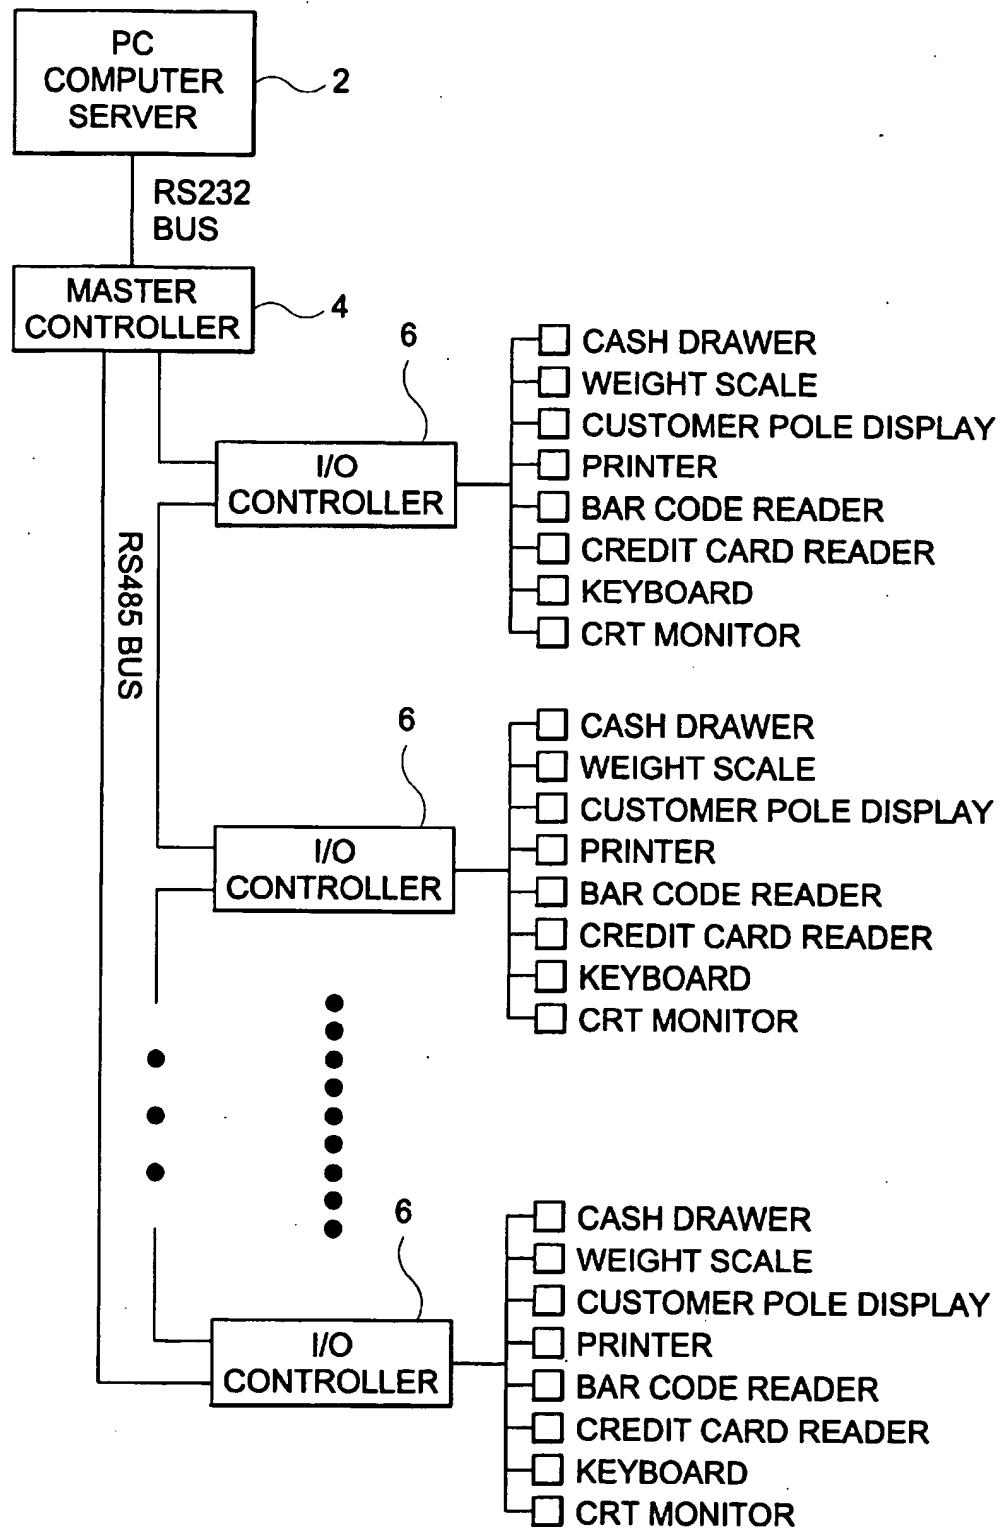 PC
COMPUTER
SERVER
2
RS232
BUS
MASTER
CONTROLLER
4
6
I/O
CONTROLLER
CASH DRAWER
WEIGHT SCALE
CUSTOMER POLE DISPLAY
PRINTER
BAR CODE READER
CREDIT CARD READER
KEYBOARD
CRT MONITOR
RS485 BUS
6
I/O
CONTROLLER
CASH DRAWER
WEIGHT SCALE
CUSTOMER POLE DISPLAY
PRINTER
BAR CODE READER
CREDIT CARD READER
KEYBOARD
CRT MONITOR
6
I/O
CONTROLLER
CASH DRAWER
WEIGHT SCALE
CUSTOMER POLE DISPLAY
PRINTER
BAR CODE READER
CREDIT CARD READER
KEYBOARD
CRT MONITOR